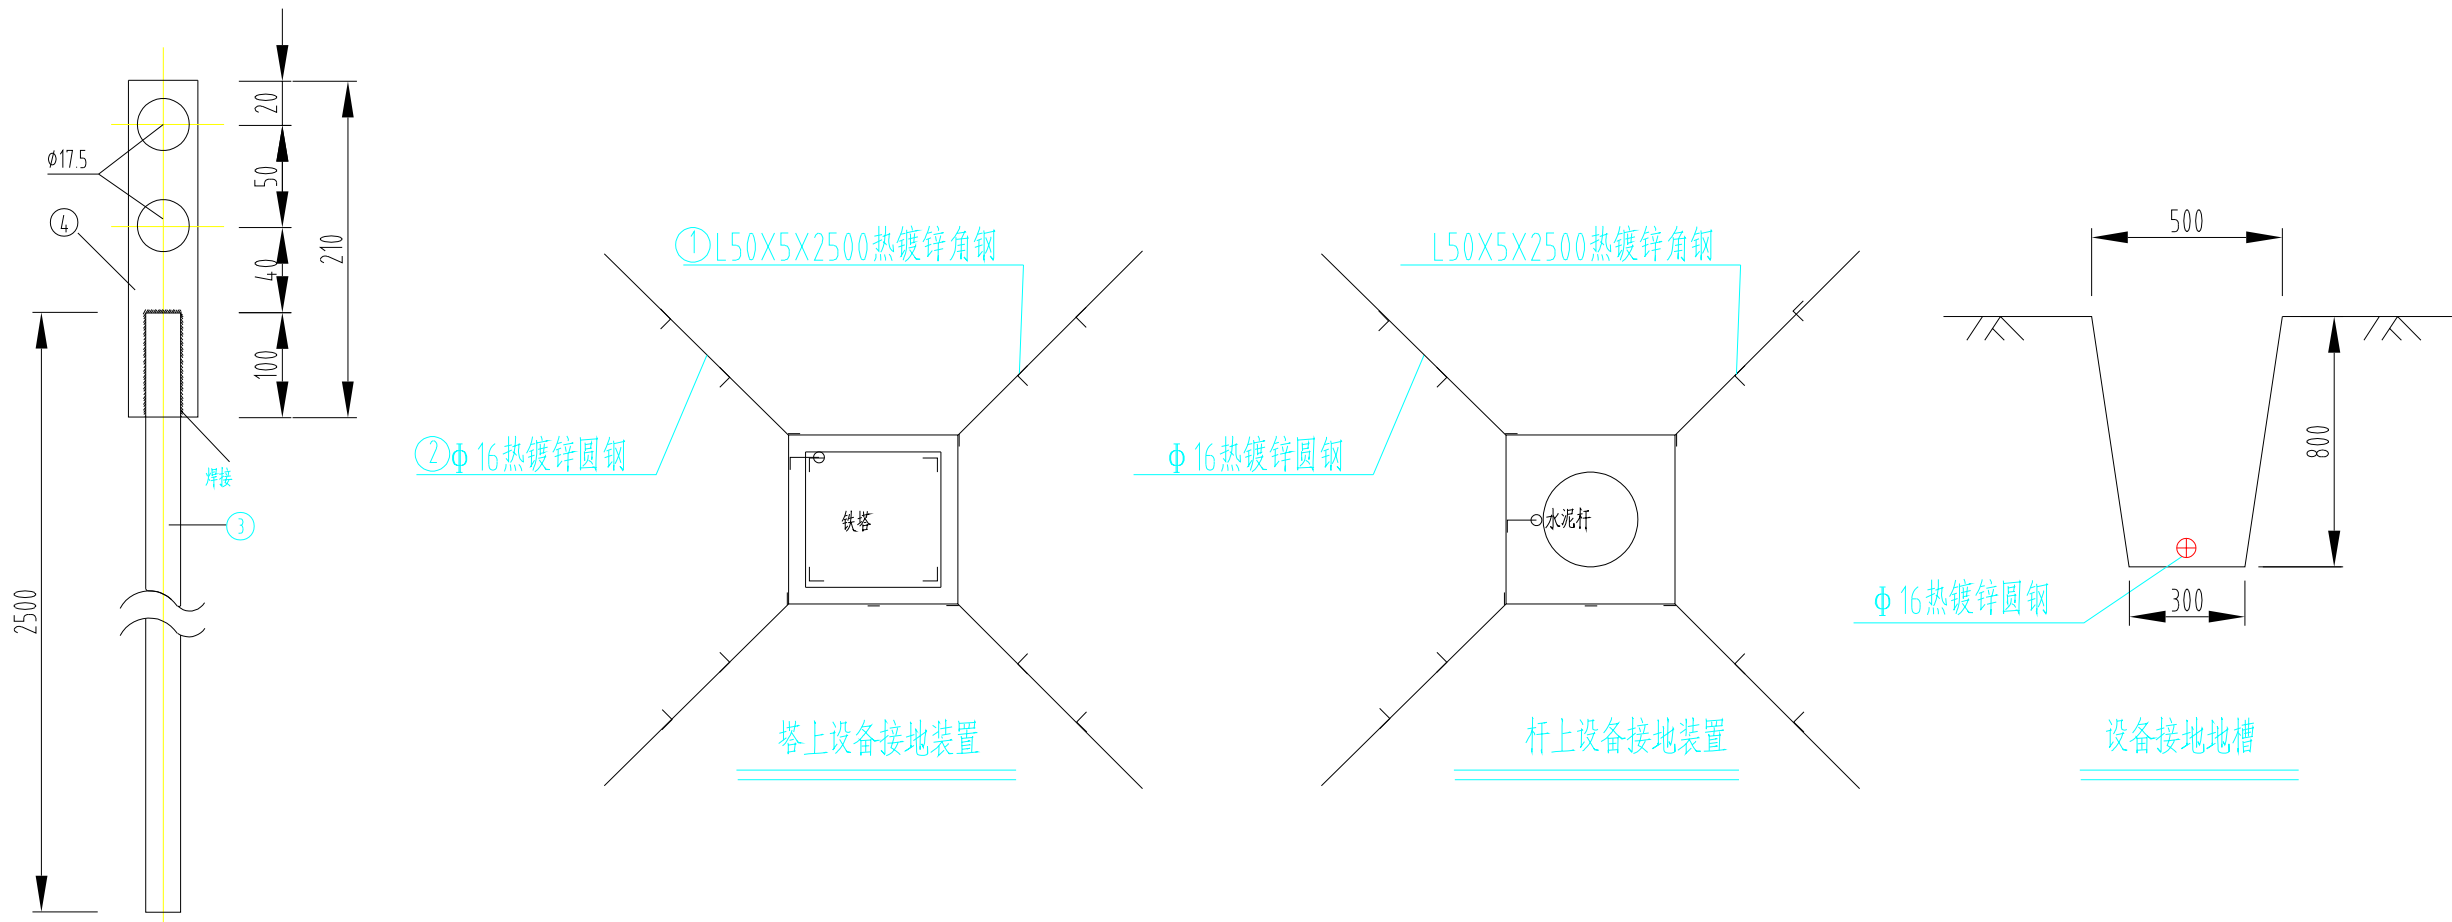 20
50
40
100
210
φ17.5
④
焊接
③
2500
①L50X5X2500热镀锌角钢
②Φ16热镀锌圆钢
铁塔
塔上设备接地装置
L50X5X2500热镀锌角钢
Φ16热镀锌圆钢
水泥杆
杆上设备接地装置
500
800
300
Φ16热镀锌圆钢
设备接地地槽